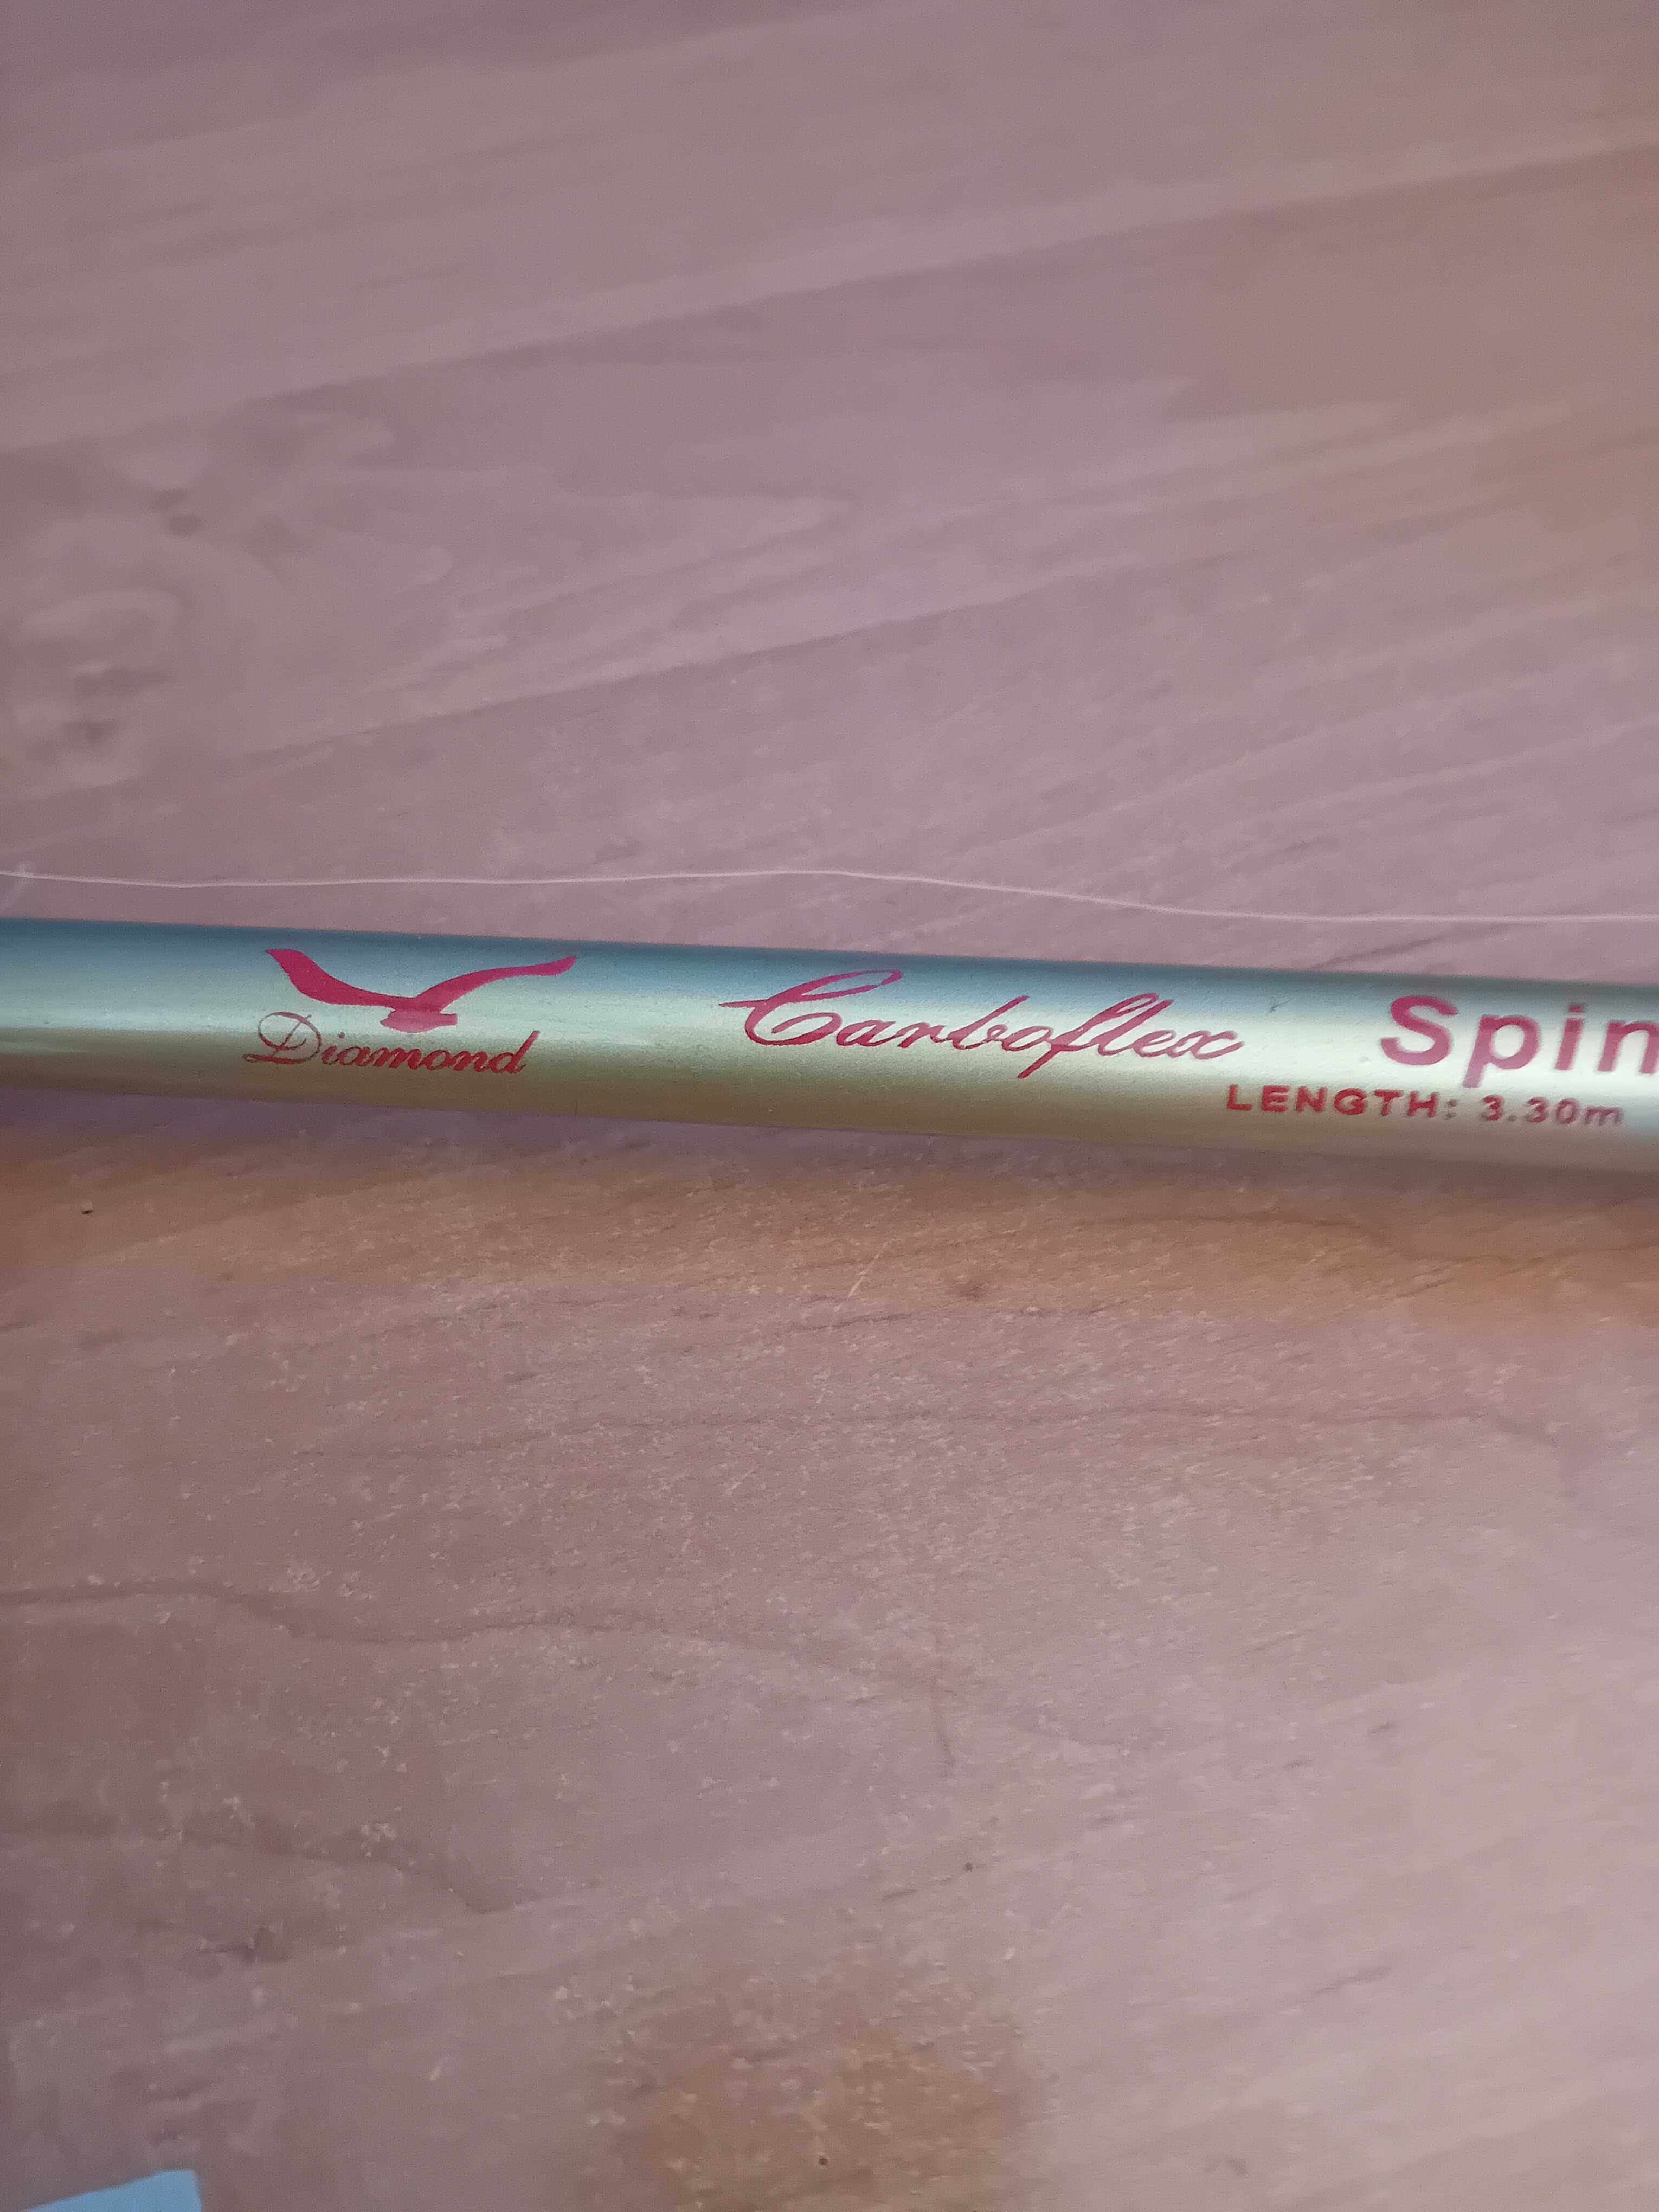 Diamond Carboflex Spin
LENGTH: 3.30m